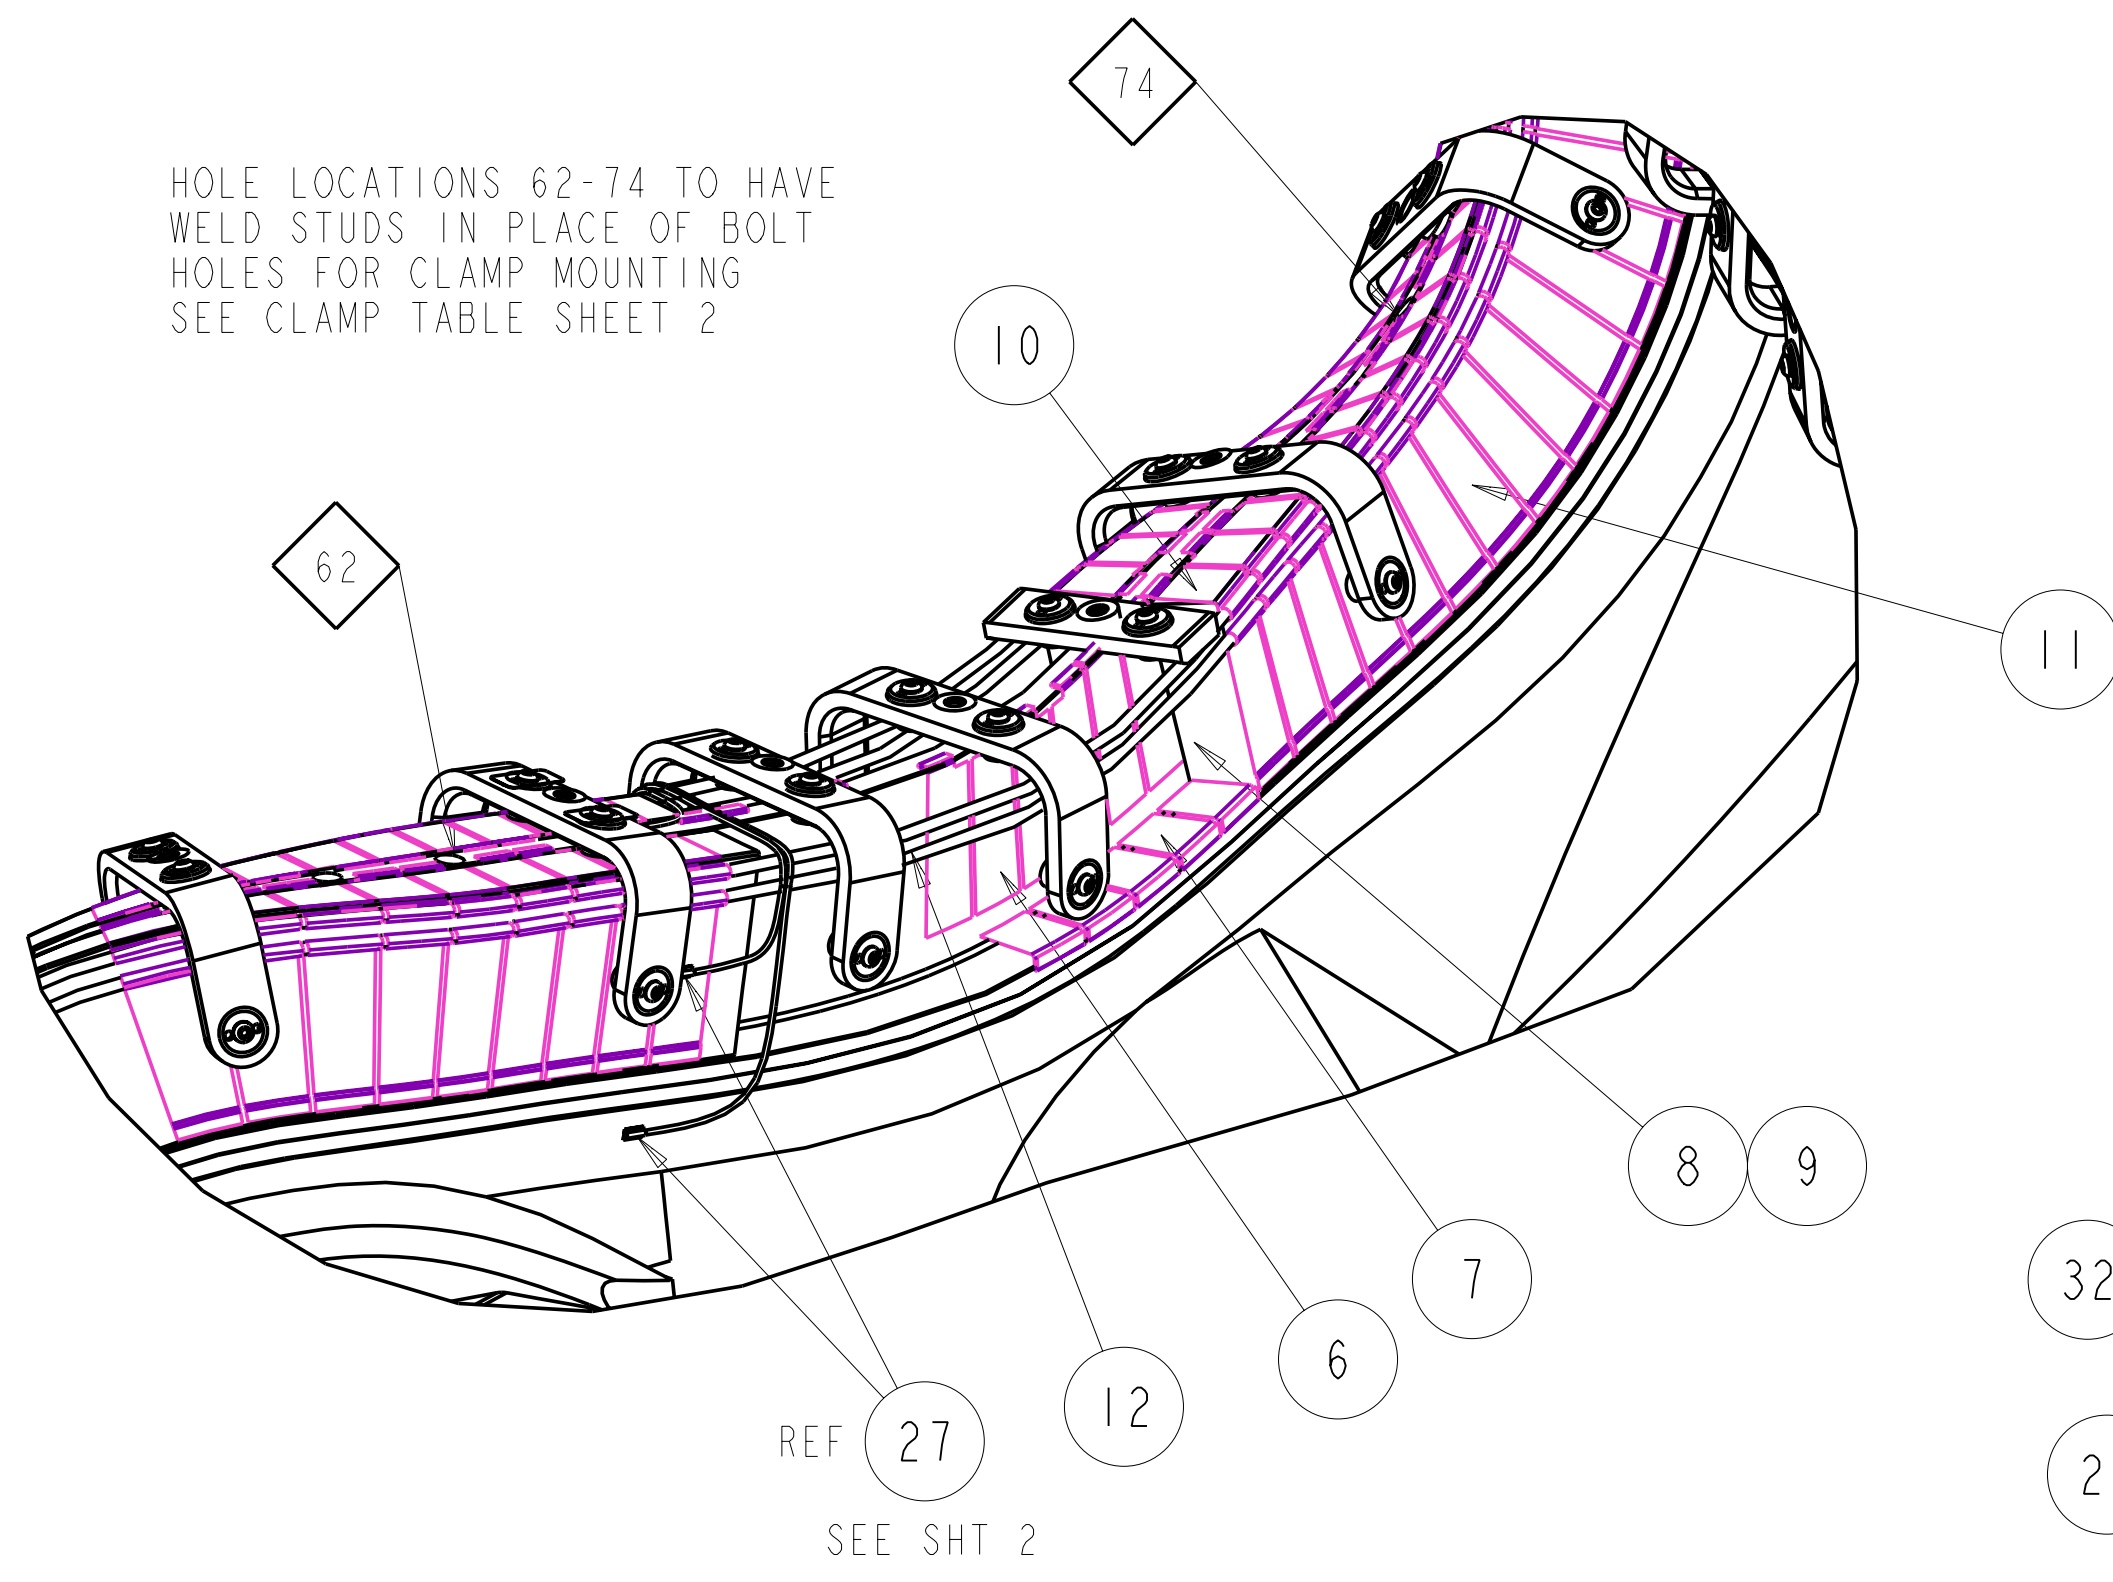 74
HOLE LOCATIONS 62-74 TO HAVE
WELD STUDS IN PLACE OF BOLT
HOLES FOR CLAMP MOUNTING
SEE CLAMP TABLE SHEET 2
10
62
11
8 9
7
32
6
12
REF 27
2
SEE SHT 2